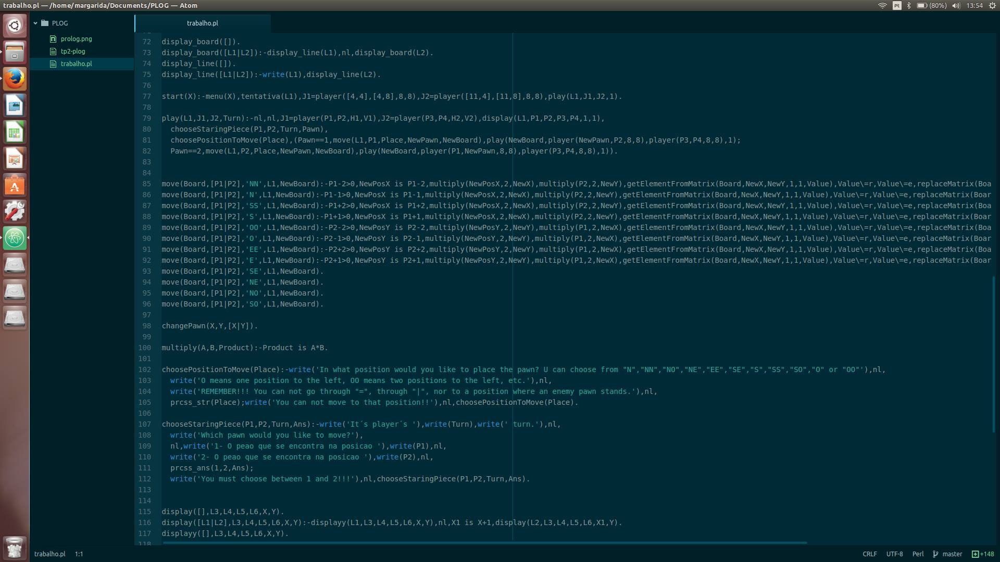 trabalho.pl — /home/margarida/Documents/PLOG — Atom
Pt
(80%)
13:54
PLOG
prolog.png
tp2-plog
trabalho.pl
trabalho.pl
72 display_board([]).
73 display_board([L1|L2]):-display_line(L1),nl,display_board(L2).
74 display_line([]).
75 display_line([L1|L2]):-write(L1),display_line(L2).
76
77 start(X):-menu(X),tentativa(L1),J1=player([4,4],[4,8],8,8),J2=player([11,4],[11,8],8,8),play(L1,J1,J2,1).
78
79 play(L1,J1,J2,Turn):-nl,nl,J1=player(P1,P2,H1,V1),J2=player(P3,P4,H2,V2),display(L1,P1,P2,P3,P4,1,1),
80 chooseStaringPiece(P1,P2,Turn,Pawn),
81 choosePositionToMove(Place),(Pawn==1,move(L1,P1,Place,NewPawn,NewBoard),play(NewBoard,player(NewPawn,P2,8,8),player(P3,P4,8,8),1);
82 Pawn==2,move(L1,P2,Place,NewPawn,NewBoard),play(NewBoard,player(P1,NewPawn,8,8),player(P3,P4,8,8),1)).
83
84
85 move(Board,[P1|P2],'NN',L1,NewBoard):-P1-2>0,NewPosX is P1-2,multiply(NewPosX,2,NewX),multiply(P2,2,NewY),getElementFromMatrix(Board,NewX,NewY,1,1,Value),Value\=r,Value\=e,replaceMatrix(Boa
86 move(Board,[P1|P2],'N',L1,NewBoard):-P1-1>0,NewPosX is P1-1,multiply(NewPosX,2,NewX),multiply(P2,2,NewY),getElementFromMatrix(Board,NewX,NewY,1,1,Value),Value\=r,Value\=e,replaceMatrix(Boar
87 move(Board,[P1|P2],'SS',L1,NewBoard):-P1+2>0,NewPosX is P1+2,multiply(NewPosX,2,NewX),multiply(P2,2,NewY),getElementFromMatrix(Board,NewX,NewY,1,1,Value),Value\=r,Value\=e,replaceMatrix(Boa
88 move(Board,[P1|P2],'S',L1,NewBoard):-P1+1>0,NewPosX is P1+1,multiply(NewPosX,2,NewX),multiply(P2,2,NewY),getElementFromMatrix(Board,NewX,NewY,1,1,Value),Value\=r,Value\=e,replaceMatrix(Boar
89 move(Board,[P1|P2],'OO',L1,NewBoard):-P2-2>0,NewPosY is P2-2,multiply(NewPosY,2,NewY),multiply(P1,2,NewX),getElementFromMatrix(Board,NewX,NewY,1,1,Value),Value\=r,Value\=e,replaceMatrix(Boa
90 move(Board,[P1|P2],'O',L1,NewBoard):-P2-1>0,NewPosY is P2-1,multiply(NewPosY,2,NewY),multiply(P1,2,NewX),getElementFromMatrix(Board,NewX,NewY,1,1,Value),Value\=r,Value\=e,replaceMatrix(Boar
91 move(Board,[P1|P2],'EE',L1,NewBoard):-P2+2>0,NewPosY is P2+2,multiply(NewPosY,2,NewY),multiply(P1,2,NewX),getElementFromMatrix(Board,NewX,NewY,1,1,Value),Value\=r,Value\=e,replaceMatrix(Boa
92 move(Board,[P1|P2],'E',L1,NewBoard):-P2+1>0,NewPosY is P2+1,multiply(NewPosY,2,NewY),multiply(P1,2,NewX),getElementFromMatrix(Board,NewX,NewY,1,1,Value),Value\=r,Value\=e,replaceMatrix(Boar
93 move(Board,[P1|P2],'SE',L1,NewBoard).
94 move(Board,[P1|P2],'NE',L1,NewBoard).
95 move(Board,[P1|P2],'NO',L1,NewBoard).
96 move(Board,[P1|P2],'SO',L1,NewBoard).
97
98 changePawn(X,Y,[X|Y]).
99
100 multiply(A,B,Product):-Product is A*B.
101
102 choosePositionToMove(Place):-write('In what position would you like to place the pawn? U can choose from "N","NN","NO","NE","EE","SE","S","SS","SO","O" or "OO"'),nl,
103 write('O means one position to the left, OO means two positions to the left, etc.'),nl,
104 write('REMEMBER!!! You can not go through "=", through "|", nor to a position where an enemy pawn stands.'),nl,
105 prcss_str(Place);write('You can not move to that position!!'),nl,choosePositionToMove(Place).
106
107 chooseStaringPiece(P1,P2,Turn,Ans):-write('It´s player´s '),write(Turn),write(' turn.'),nl,
108 write('Which pawn would you like to move?'),
109 nl,write('1- O peao que se encontra na posicao '),write(P1),nl,
110 write('2- O peao que se encontra na posicao '),write(P2),nl,
111 prcss_ans(1,2,Ans);
112 write('You must choose between 1 and 2!!!'),nl,chooseStaringPiece(P1,P2,Turn,Ans).
113
114
115 display([],L3,L4,L5,L6,X,Y).
116 display([L1|L2],L3,L4,L5,L6,X,Y):-displayy(L1,L3,L4,L5,L6,X,Y),nl,X1 is X+1,display(L2,L3,L4,L5,L6,X1,Y).
117 displayy([],L3,L4,L5,L6,X,Y).
118
trabalho.pl 1:1
CRLF UTF-8 Perl master +148